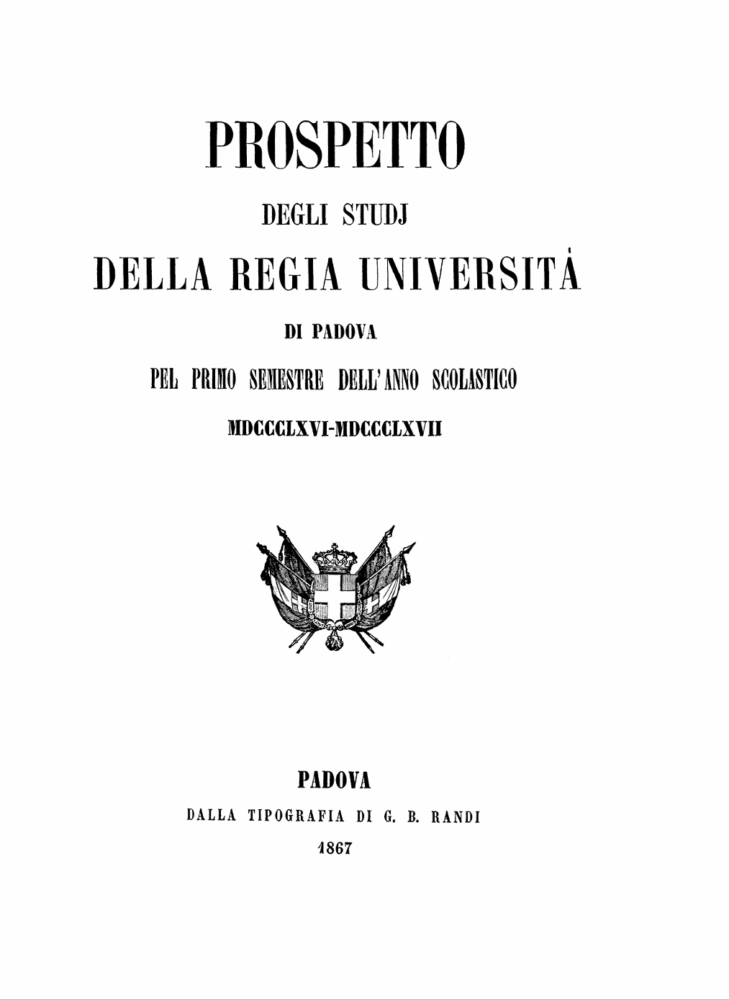 PROSPETTO
DEGLI STUDJ
DELLA REGIA UNIVERSITÀ
DI PADOVA
PEL PRIMO SEMESTRE DELL'ANNO SCOLASTICO
MDCCCLXVI-MDCCCLXVII
PADOVA
DALLA TIPOGRAFIA DI G. B. RANDI
1867